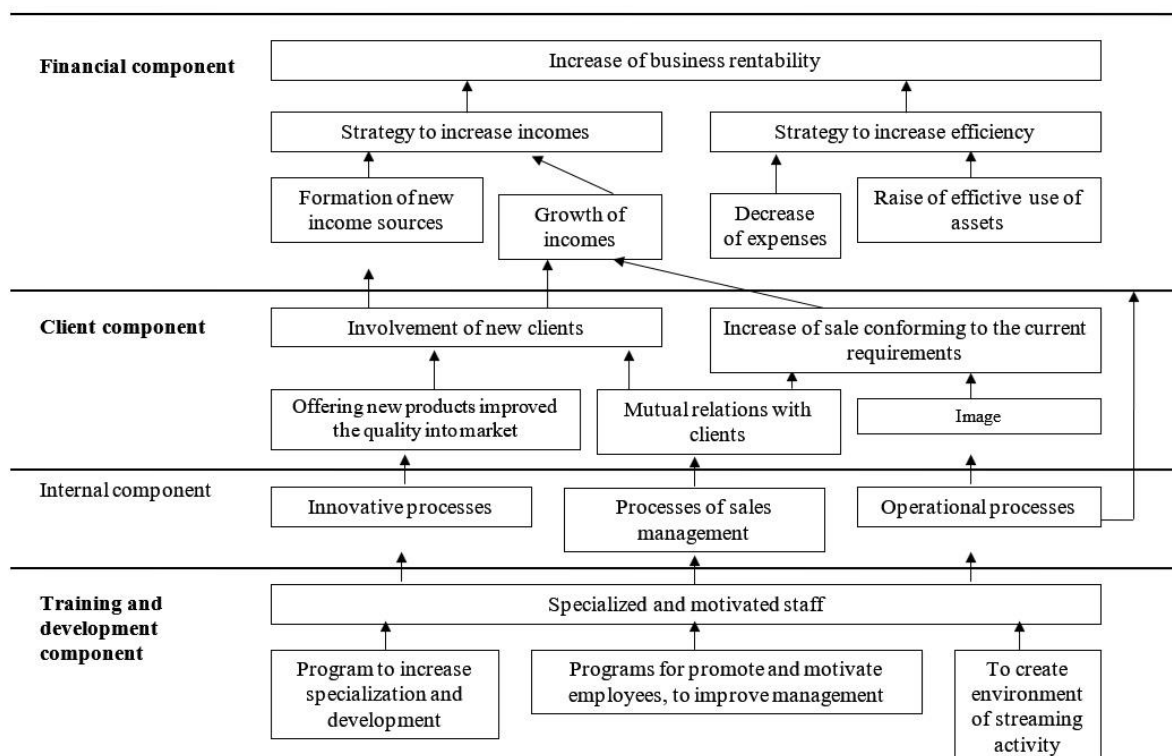 Financial component
Increase of business rentability
Strategy to increase incomes
Strategy to increase efficiency
Formation of new
income sources
Growth of
incomes
Decrease
of expenses
Raise of effictive use of
assets
Client component
Involvement of new clients
Increase of sale conforming to the current
requirements
Offering new products improved
the quality into market
Mutual relations with
clients
Image
Internal component
Innovative processes
Processes of sales
management
Operational processes
Training and
development
component
Specialized and motivated staff
Program to increase
specialization and
development
Programs for promote and motivate
employees, to improve management
To create
environment
of streaming
activity